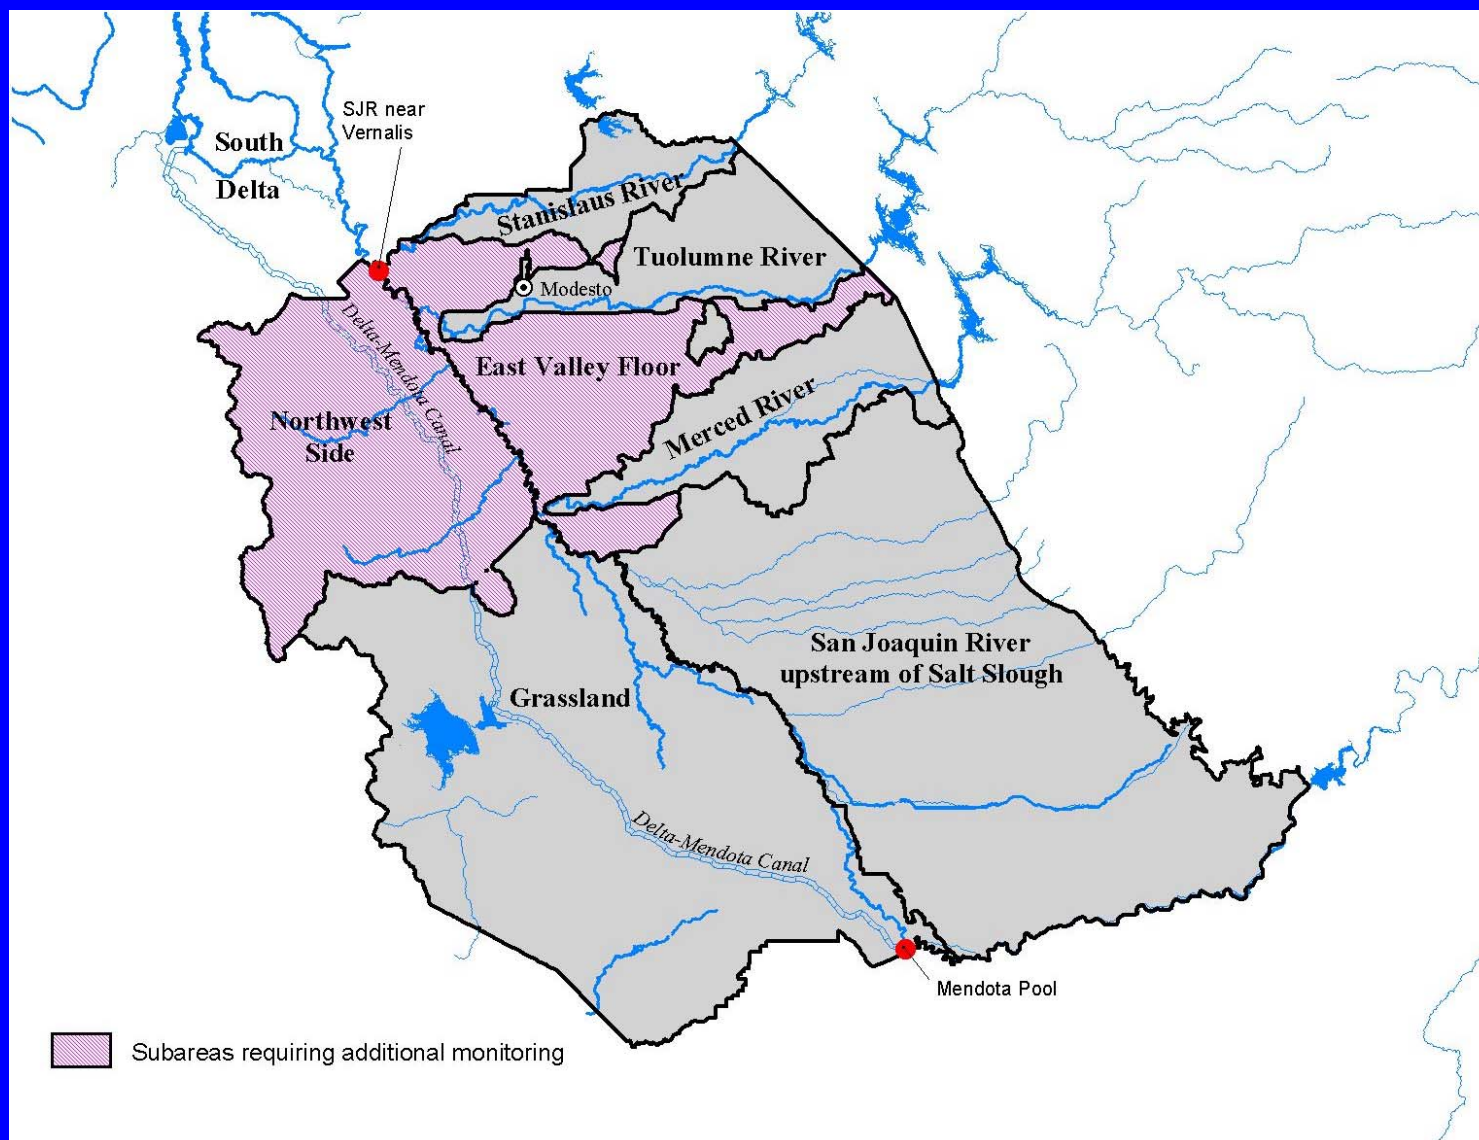 SJR near
Vernalis
South
Delta
Stanislaus River
Tuolumne River
Modesto
Delta-Mendota Canal
East Valley Floor
Northwest
Side
Merced River
San Joaquin River
upstream of Salt Slough
Grassland
Delta-Mendota Canal
Mendota Pool
Subareas requiring additional monitoring